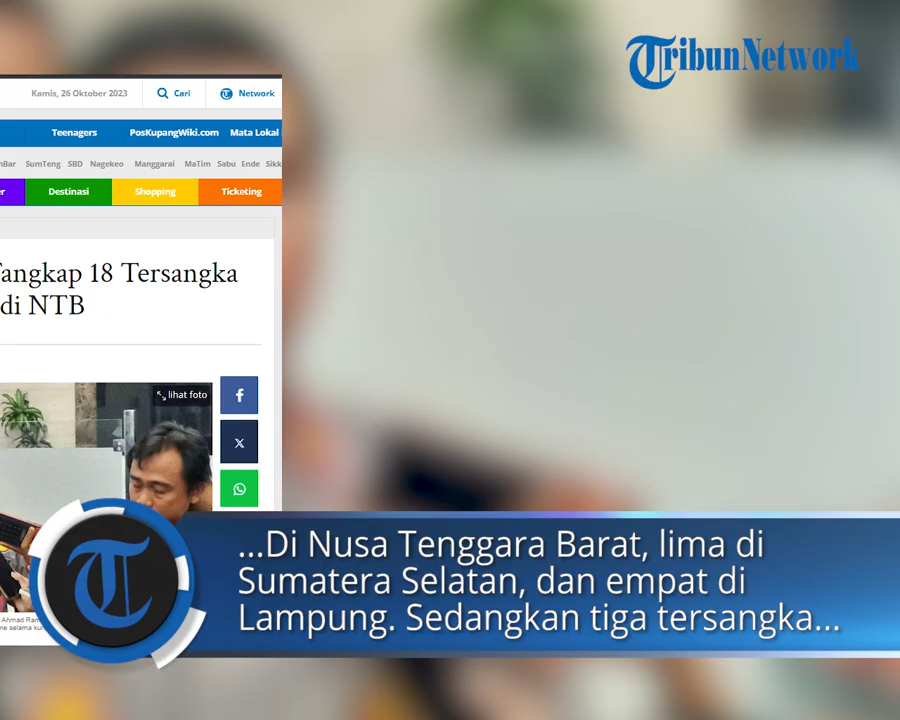 TribunNetwork
Kamis, 26 Oktober 2023
Cari
Network
Teenagers
PosKupangWiki.com
Mata Lokal
SumTeng
SBD
Nagekeo
Manggarai
MaTim
Sabu
Ende
Sikk
Destinasi
Shopping
Ticketing
angkap 18 Tersangka
di NTB
lihat foto
...Di Nusa Tenggara Barat, lima di
Sumatera Selatan, dan empat di
Lampung. Sedangkan tiga tersangka...